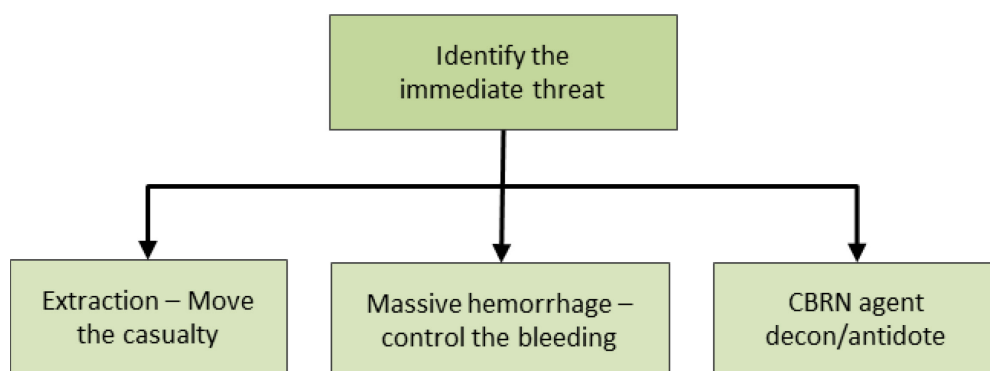 Identify the
immediate threat
Extraction – Move
the casualty
Massive hemorrhage –
control the bleeding
CBRN agent
decon/antidote